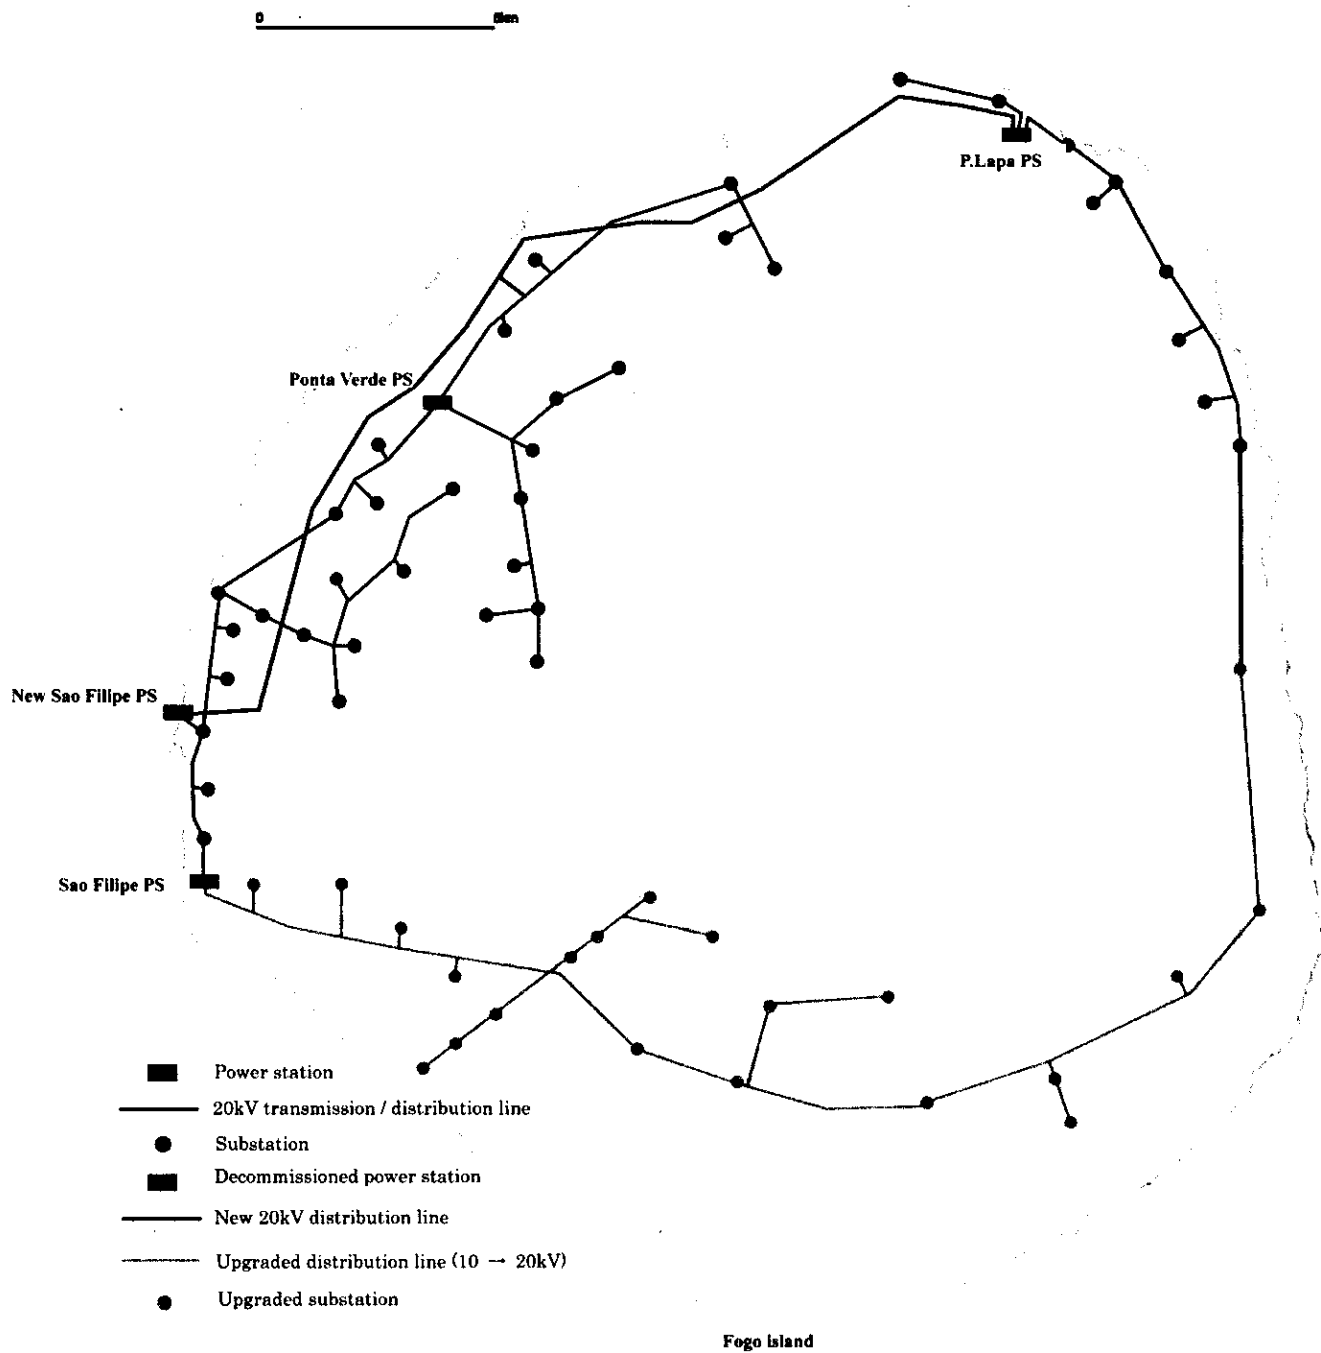 0 5km
P.Lapa PS
Ponta Verde PS
New Sao Filipe PS
Sao Filipe PS
Power station
20kV transmission / distribution line
Substation
Decommissioned power station
New 20kV distribution line
Upgraded distribution line (10 → 20kV)
Upgraded substation
Fogo island